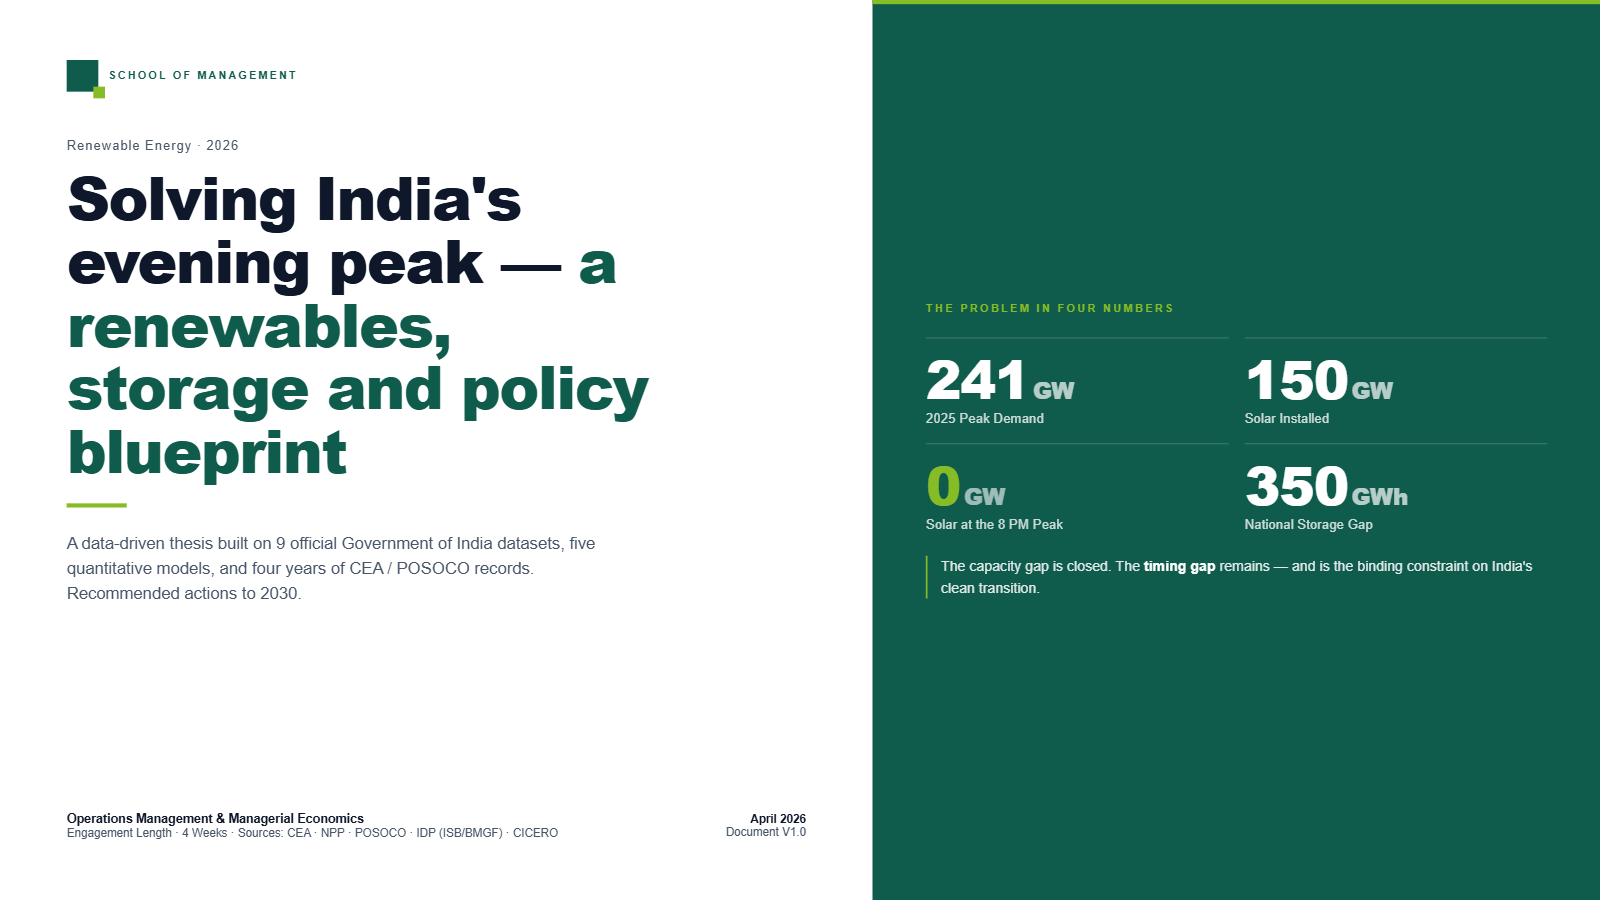 SCHOOL OF MANAGEMENT
Renewable Energy · 2026
Solving India's
evening peak — a
renewables,
storage and policy
blueprint
A data-driven thesis built on 9 official Government of India datasets, five
quantitative models, and four years of CEA / POSOCO records.
Recommended actions to 2030.
Operations Management & Managerial Economics
Engagement Length · 4 Weeks · Sources: CEA · NPP · POSOCO · IDP (ISB/BMGF) · CICERO
April 2026
Document V1.0
THE PROBLEM IN FOUR NUMBERS
241 GW
2025 Peak Demand
150 GW
Solar Installed
0 GW
Solar at the 8 PM Peak
350 GWh
National Storage Gap
The capacity gap is closed. The timing gap remains — and is the binding constraint on India's
clean transition.